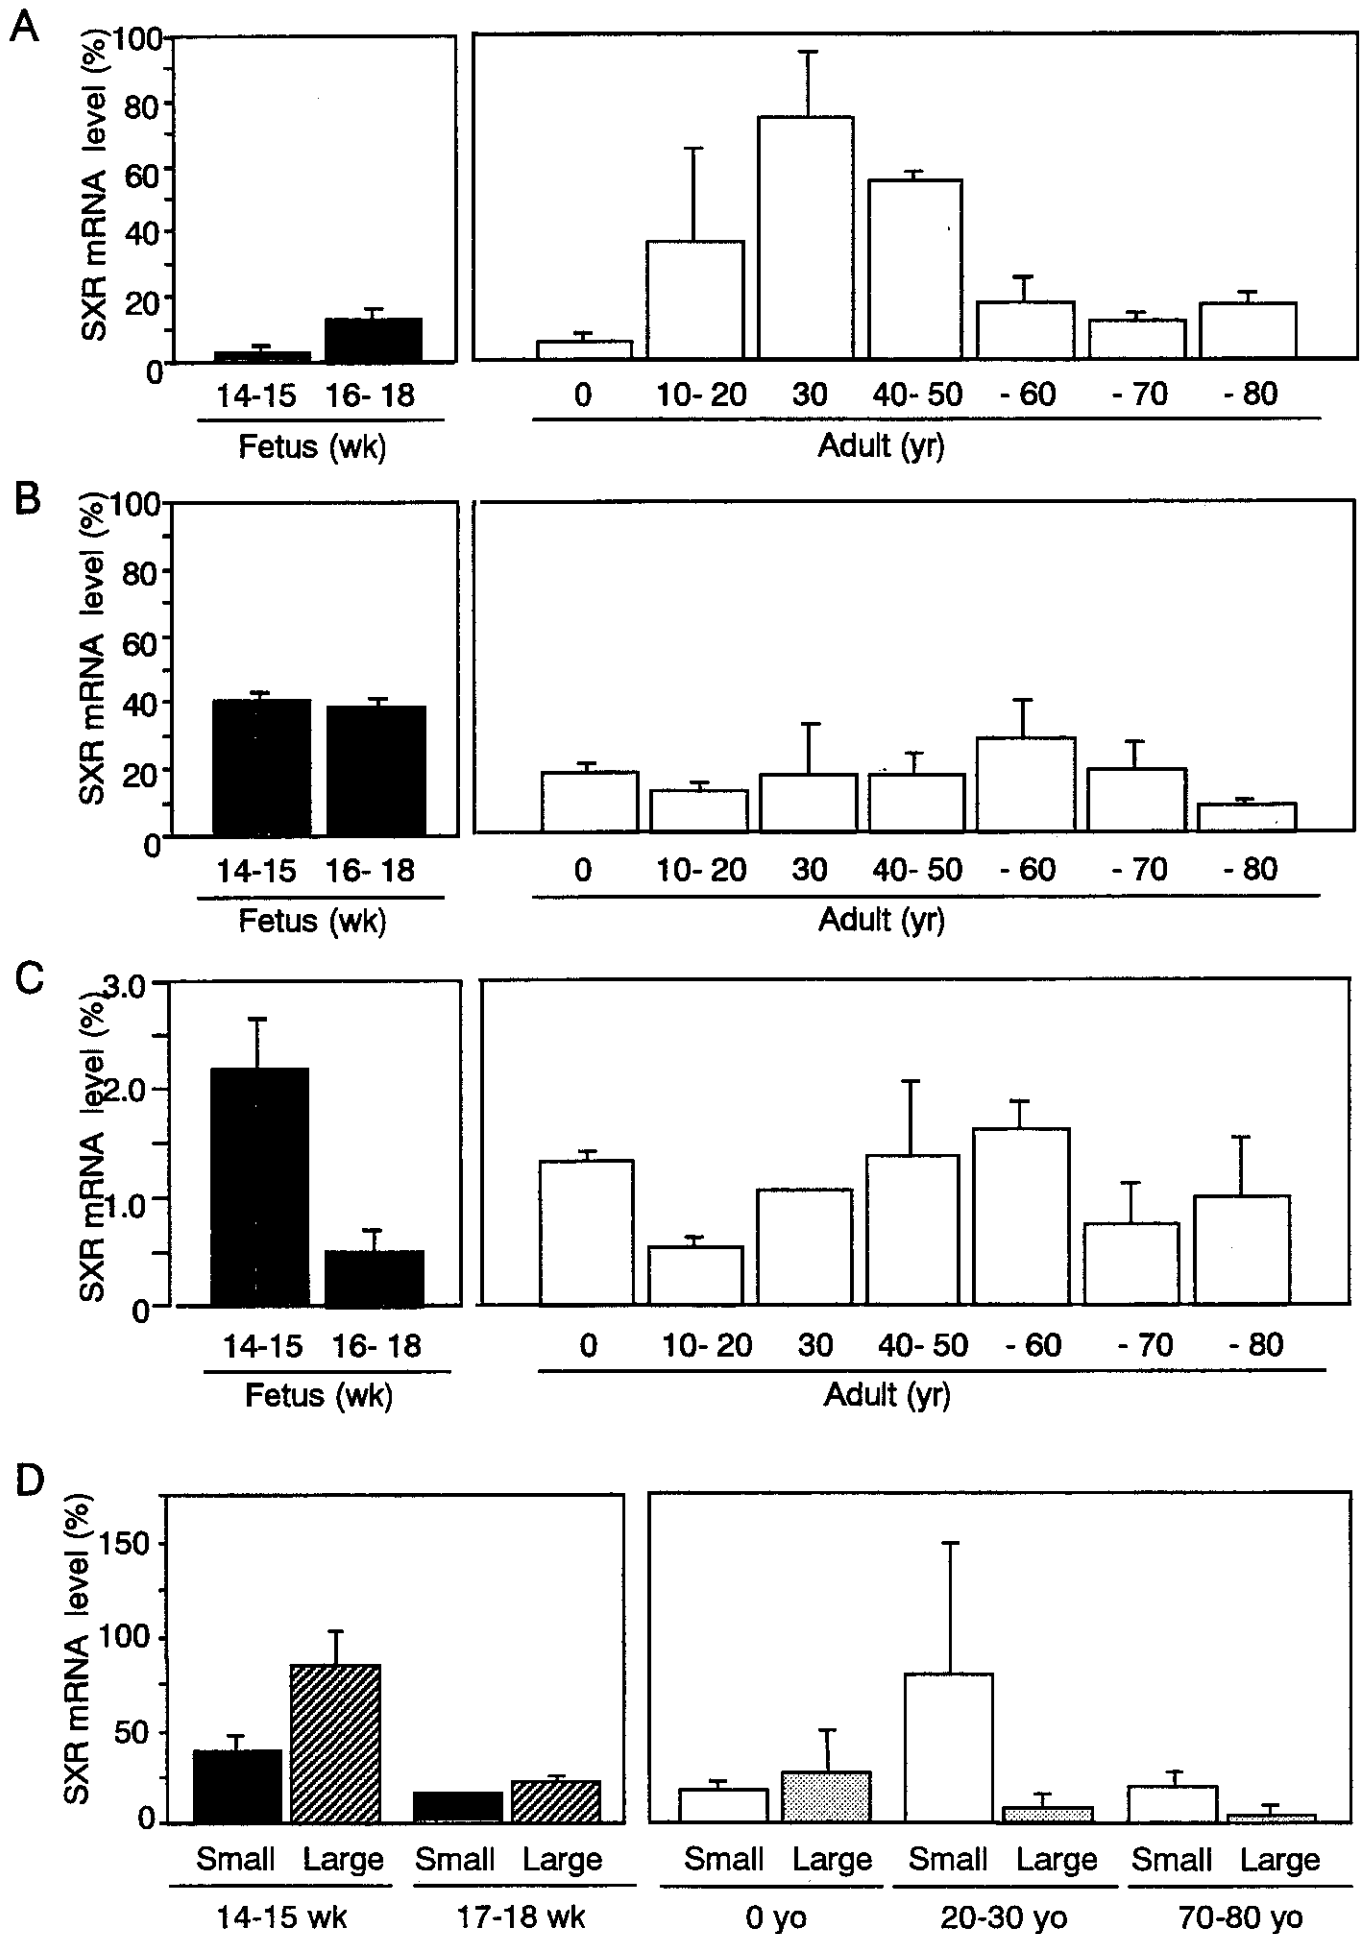 A
SXR mRNA level (%)
100
80
60
40
20
0
14-15 16- 18
Fetus (wk)
0 10- 20 30 40- 50 - 60 - 70 - 80
Adult (yr)
B
SXR mRNA level (%)
100
80
60
40
20
0
14-15 16- 18
Fetus (wk)
0 10- 20 30 40- 50 - 60 - 70 - 80
Adult (yr)
C
SXR mRNA level (%)
3.0
2.0
1.0
0
14-15 16- 18
Fetus (wk)
0 10- 20 30 40- 50 - 60 - 70 - 80
Adult (yr)
D
SXR mRNA level (%)
150
100
50
0
Small Large Small Large Small Large Small Large Small Large
14-15 wk 17-18 wk 0 yo 20-30 yo 70-80 yo